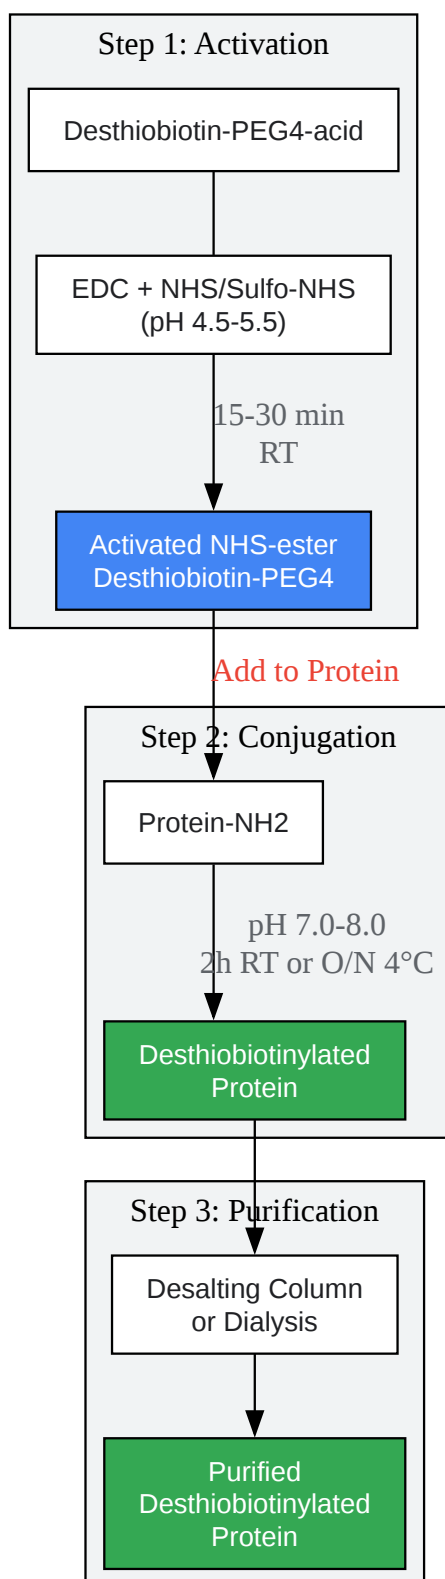 Step 1: Activation
Desthiobiotin-PEG4-acid
EDC + NHS/Sulfo-NHS
(pH 4.5-5.5)
15-30 min
RT
Activated NHS-ester
Desthiobiotin-PEG4
Add to Protein
Step 2: Conjugation
Protein-NH2
pH 7.0-8.0
2h RT or O/N 4°C
Desthiobiotinylated
Protein
Step 3: Purification
Desalting Column
or Dialysis
Purified
Desthiobiotinylated
Protein